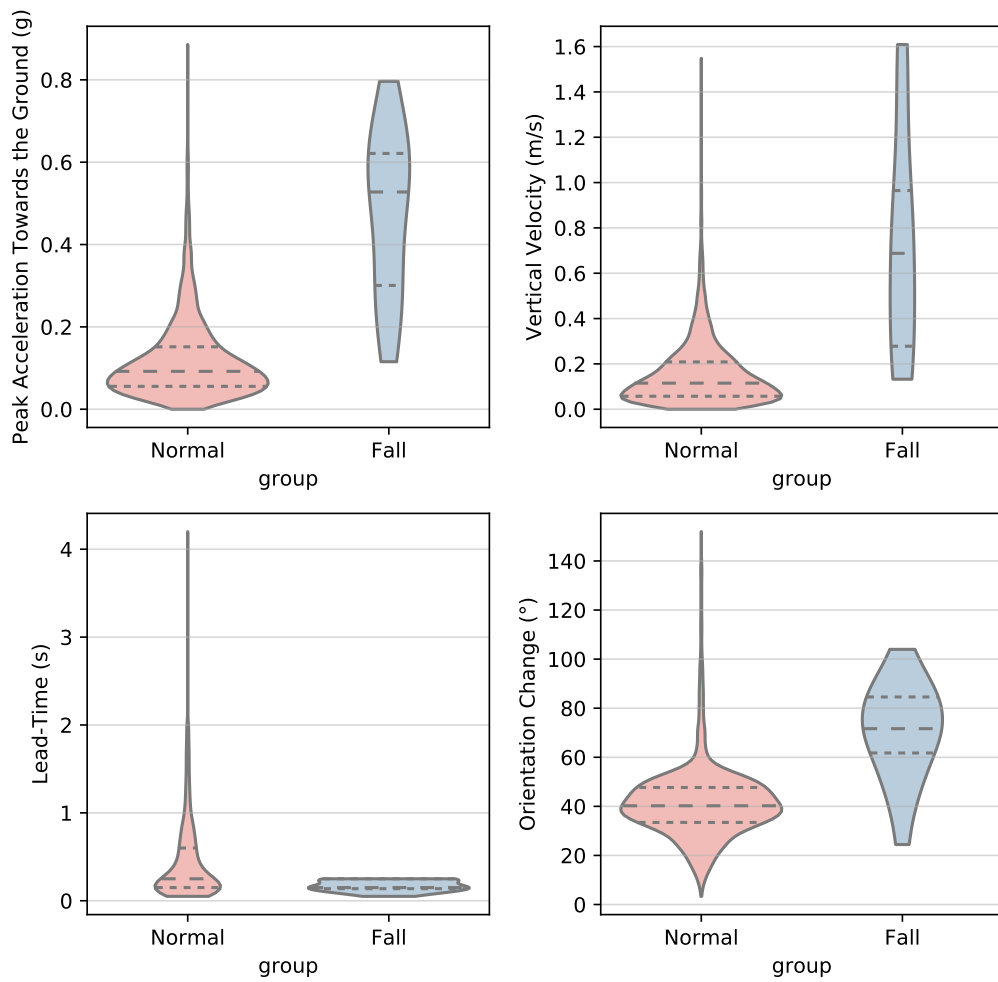 Peak Acceleration Towards the Ground (g)
0.8
0.6
0.4
0.2
0.0
Normal
Fall
group
Vertical Velocity (m/s)
1.6
1.4
1.2
1.0
0.8
0.6
0.4
0.2
0.0
Normal
Fall
group
Lead-Time (s)
4
3
2
1
0
Normal
Fall
group
Orientation Change (°)
140
120
100
80
60
40
20
0
Normal
Fall
group